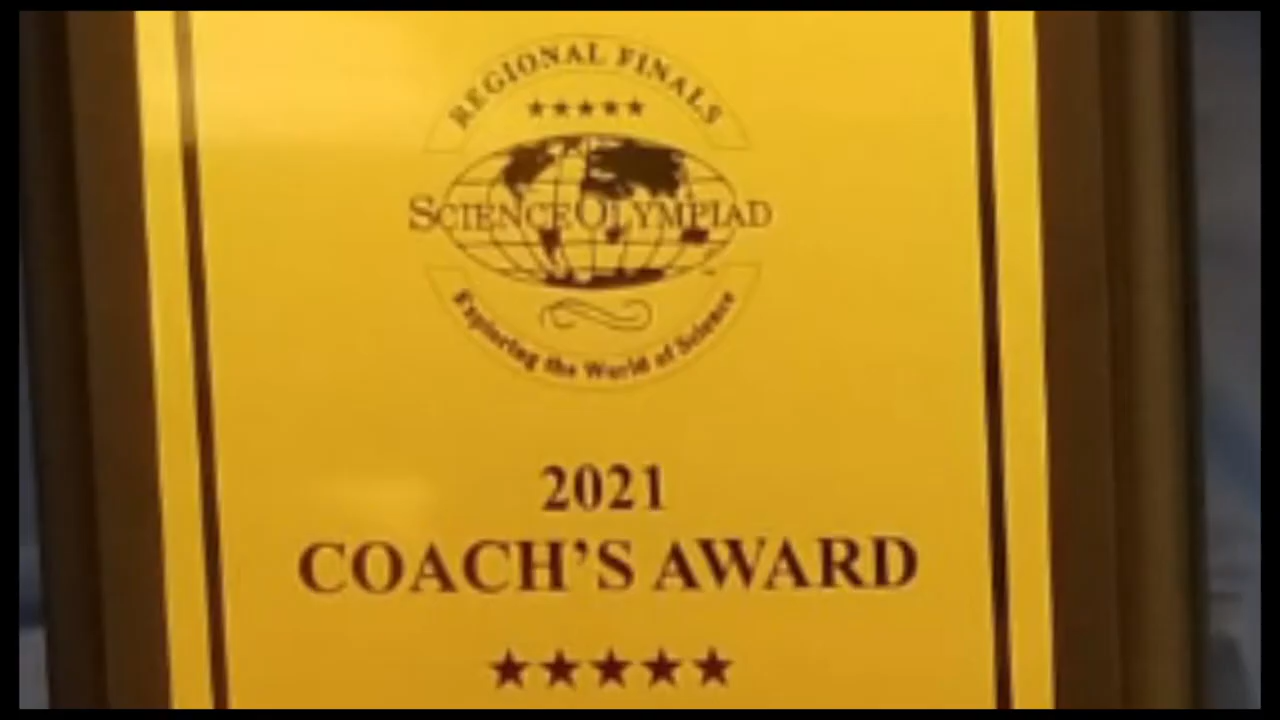 REGIONAL FINALS
★★★★★
SCIENCE OLYMPIAD
Exploring the World of Science
2021
COACH'S AWARD
★★★★★